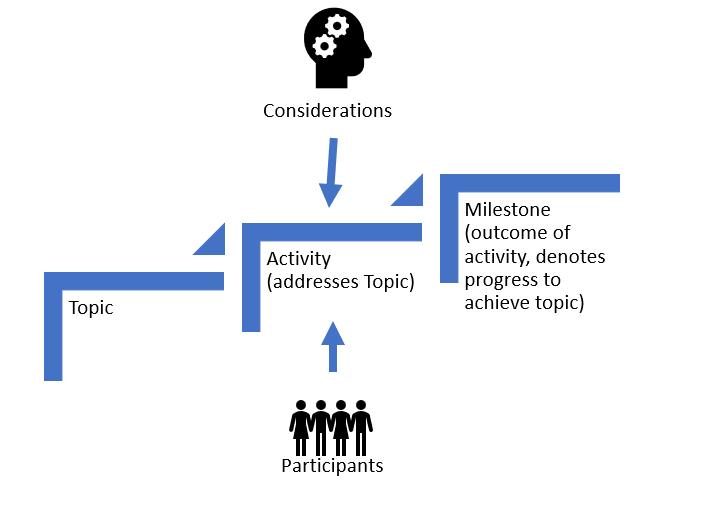 Considerations
Milestone
(outcome of
activity, denotes
progress to
achieve topic)
Activity
(addresses Topic)
Topic
Participants